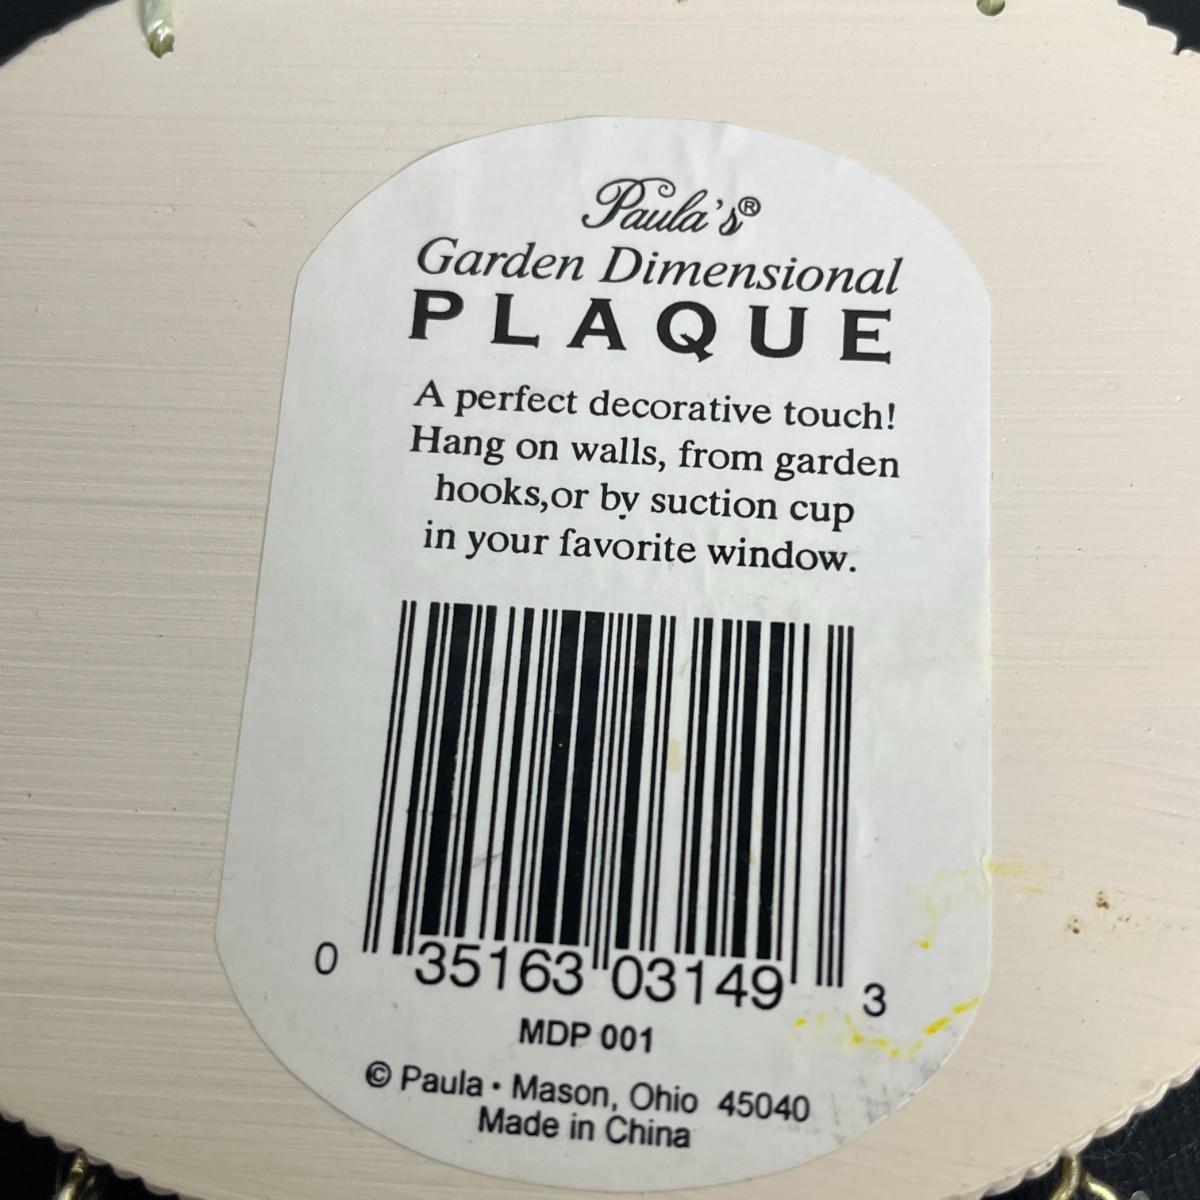 Paula's®
Garden Dimensional
PLAQUE
A perfect decorative touch!
Hang on walls, from garden
hooks,or by suction cup
in your favorite window.
0 35163 03149 3
MDP 001
© Paula • Mason, Ohio 45040
Made in China